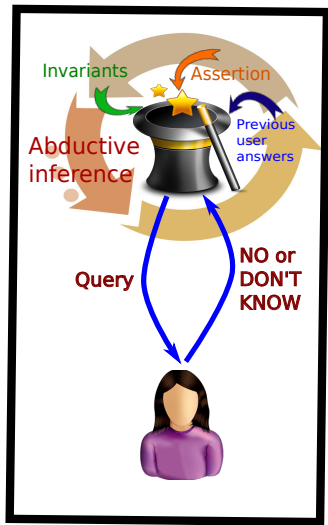 Invariants
Assertion
Previous
user
answers
Abductive
inference
Query
NO or
DON'T
KNOW